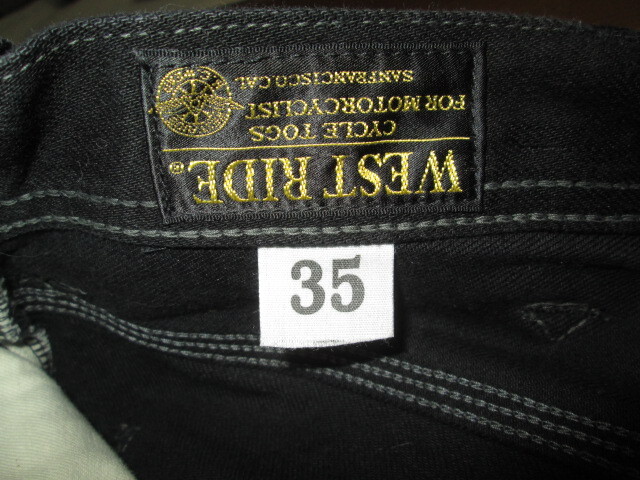 WEST RIDE®
CYCLE TOGS
FOR MOTORCYCLIST
SANFRANCISCO.CAL
35